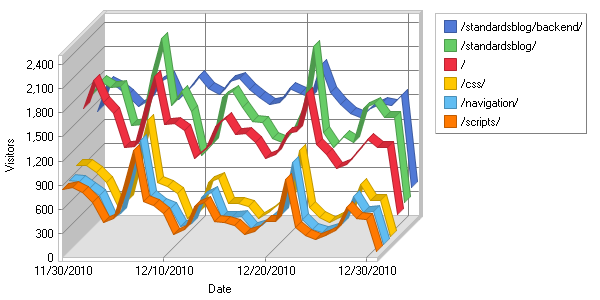 2,400
2,100
1,800
1,500
1,200
900
600
300
0
Visitors
11/30/2010
12/10/2010
12/20/2010
12/30/2010
Date
/standardsblog/backend/
/standardsblog/
/
/css/
/navigation/
/scripts/